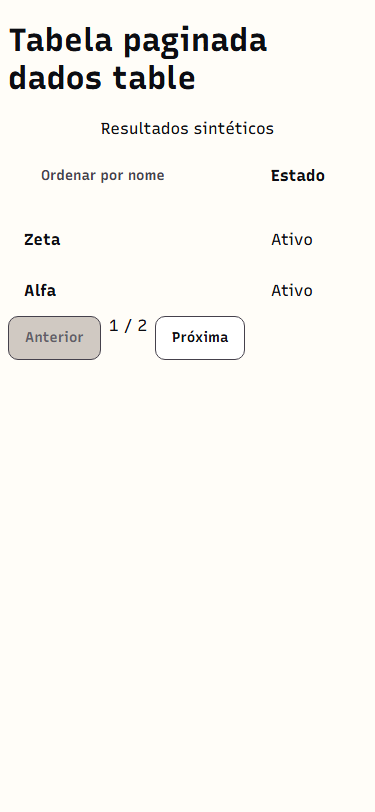 Tabela paginada
dados table
Resultados sintéticos
Ordenar por nome Estado
Zeta Ativo
Alfa Ativo
Anterior 1 / 2 Próxima